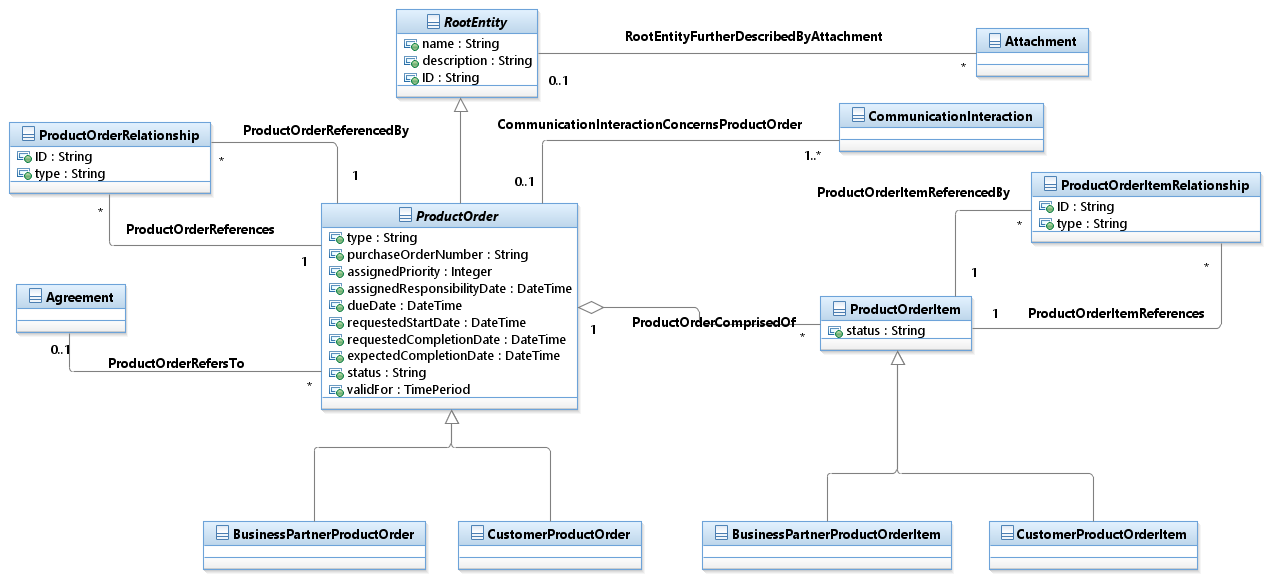 RootEntity
name : String
description : String
ID : String
RootEntityFurtherDescribedByAttachment
0..1
*
Attachment
ProductOrderRelationship
ID : String
type : String
ProductOrderReferencedBy
*
1
CommunicationInteractionConcernsProductOrder
0..1
1..*
CommunicationInteraction
ProductOrderItemRelationship
ID : String
type : String
ProductOrderItemReferencedBy
*
1
*
ProductOrderReferences
1
ProductOrder
type : String
purchaseOrderNumber : String
assignedPriority : Integer
assignedResponsibilityDate : DateTime
dueDate : DateTime
requestedStartDate : DateTime
requestedCompletionDate : DateTime
expectedCompletionDate : DateTime
status : String
validFor : TimePeriod
Agreement
0..1
ProductOrderRefersTo
*
1
ProductOrderComprisedOf
*
ProductOrderItem
status : String
*
1
ProductOrderItemReferences
BusinessPartnerProductOrder
CustomerProductOrder
BusinessPartnerProductOrderItem
CustomerProductOrderItem